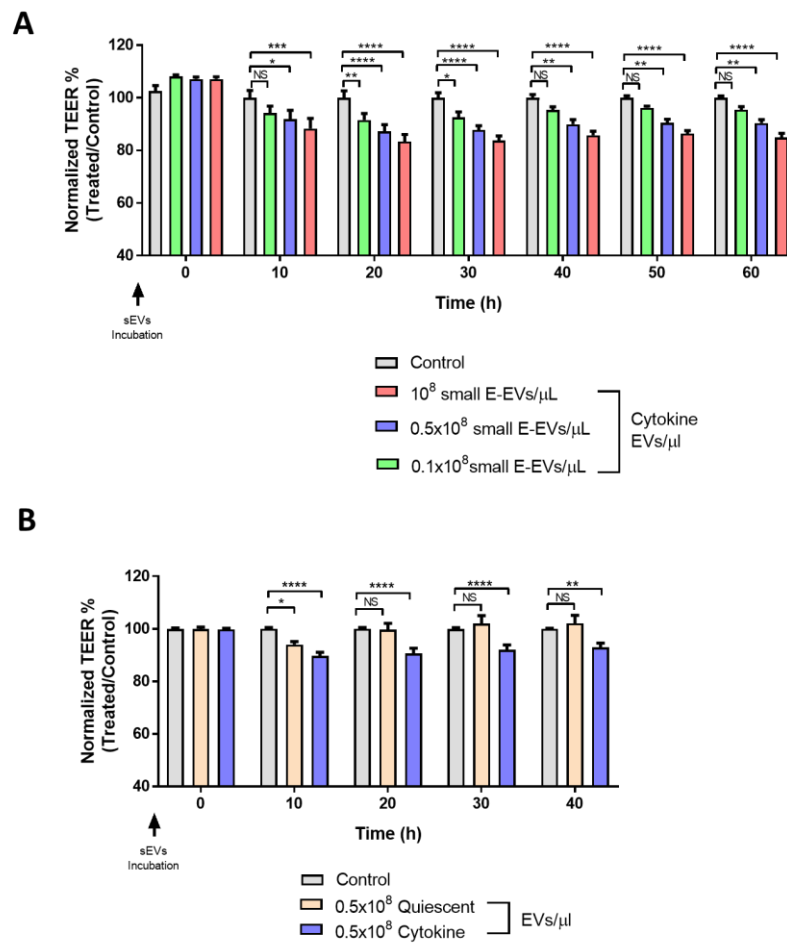 A
Normalized TEER %
(Treated/Control)
120
100
80
60
40
*** **** **** **** **** ****
* **** **** ** ** **
NS ** * NS NS NS
0 10 20 30 40 50 60
Time (h)
sEVs
Incubation
Control
10⁸ small E-EVs/μL
0.5x10⁸ small E-EVs/μL
0.1x10⁸small E-EVs/μL
Cytokine
EVs/μl
B
Normalized TEER %
(Treated/Control)
120
100
80
60
40
**** **** **** **
* NS NS NS
0 10 20 30 40
Time (h)
sEVs
Incubation
Control
0.5x10⁸ Quiescent
0.5x10⁸ Cytokine
EVs/μl